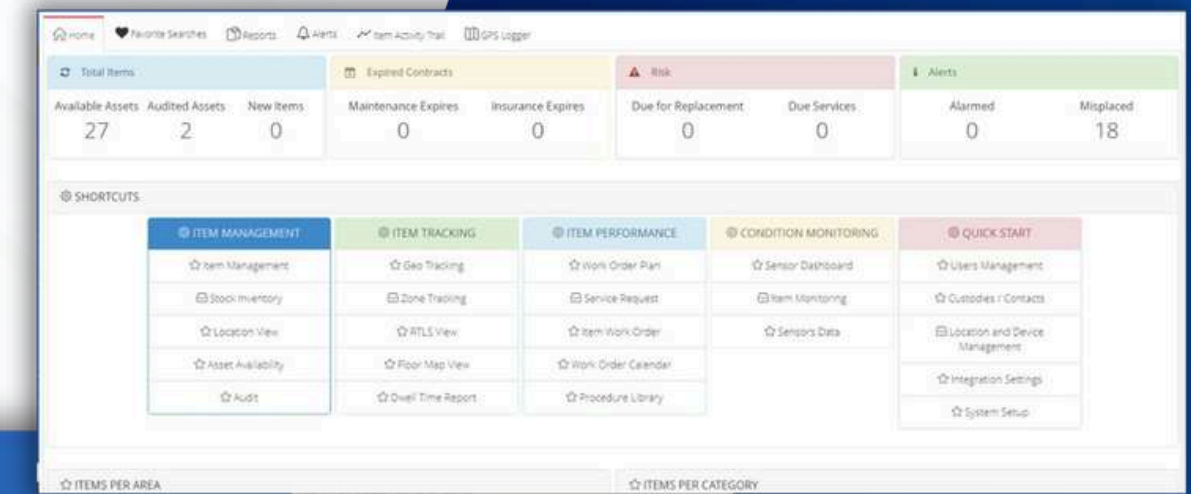 Home Favorite Searches Reports Alerts Item Activity Trail GPS Logger
Total Items Expired Contracts Risk Alerts
Available Assets Audited Assets New Items Maintenance Expires Insurance Expires Due for Replacement Due Services Alarmed Misplaced
27 2 0 0 0 0 0 0 18
SHORTCUTS
ITEM MANAGEMENT ITEM TRACKING ITEM PERFORMANCE CONDITION MONITORING QUICK START
Item Management Geo Tracking Work Order Plan Sensor Dashboard Users Management
Stock Inventory Zone Tracking Service Request Item Monitoring Custodies / Contacts
Location View RTLS View Item Work Order Sensors Data Location and Device
Management
Asset Availability Floor Map View Work Order Calendar Integration Settings
Audit Dwell Time Report Procedure Library System Setup
ITEMS PER AREA ITEMS PER CATEGORY